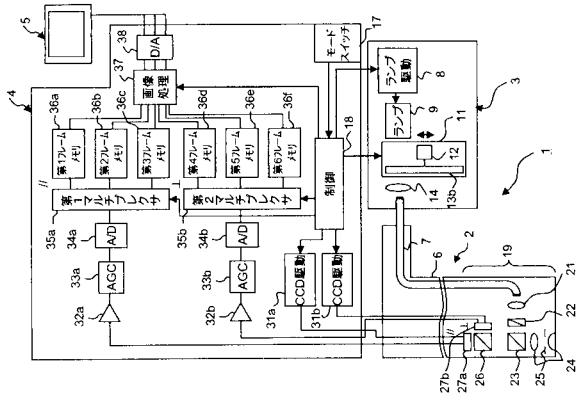 5
4
38
D/A
37
画像
処理
17
モード
スイッチ
36a
36b
36c
36d
36e
36f
第1フレーム
メモリ
第2フレーム
メモリ
第3フレーム
メモリ
第4フレーム
メモリ
第5フレーム
メモリ
第6フレーム
メモリ
//
⊥
35a
第1マルチプレクサ
35b
第2マルチプレクサ
18
制御
34a
A/D
34b
A/D
33a
AGC
33b
AGC
32a
32b
31a
CCD駆動
31b
CCD駆動
ランプ
駆動
8
ランプ
9
3
11
12
13b
14
1
7
6
2
19
21
22
23
24
25
26
27a
27b
//
⊥